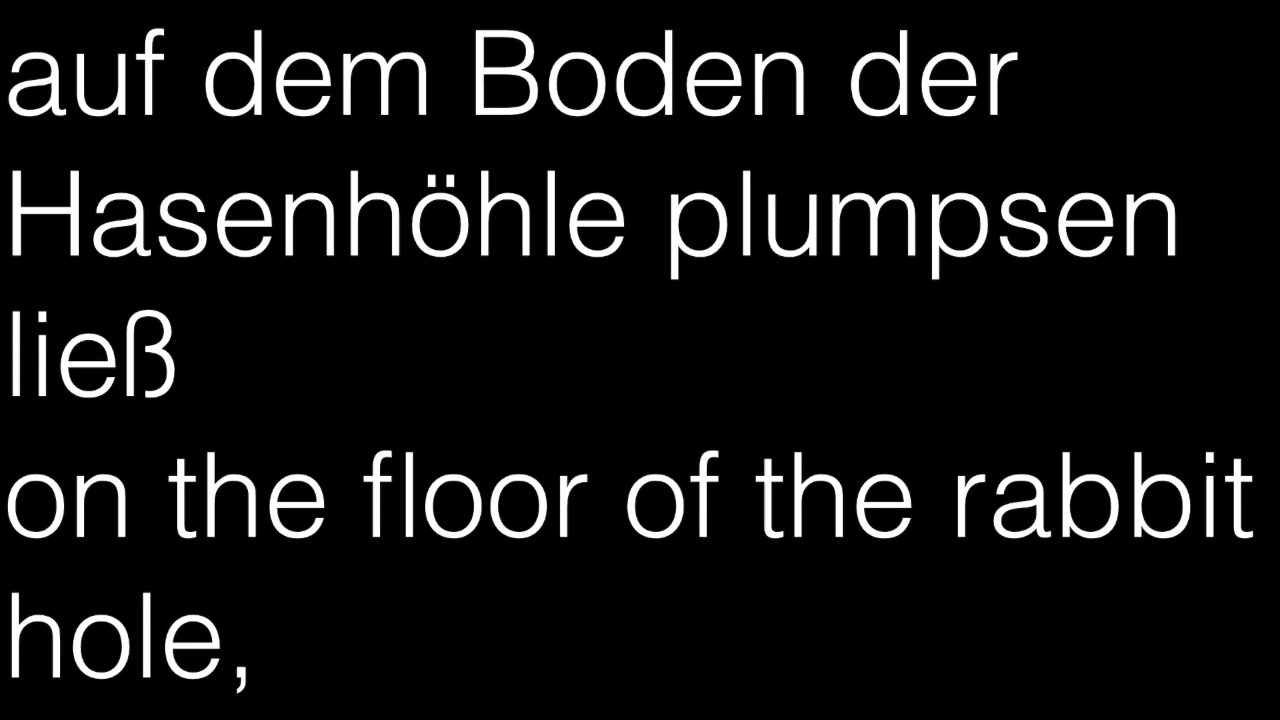 auf dem Boden der
Hasenhöhle plumpsen
ließ
on the floor of the rabbit
hole,